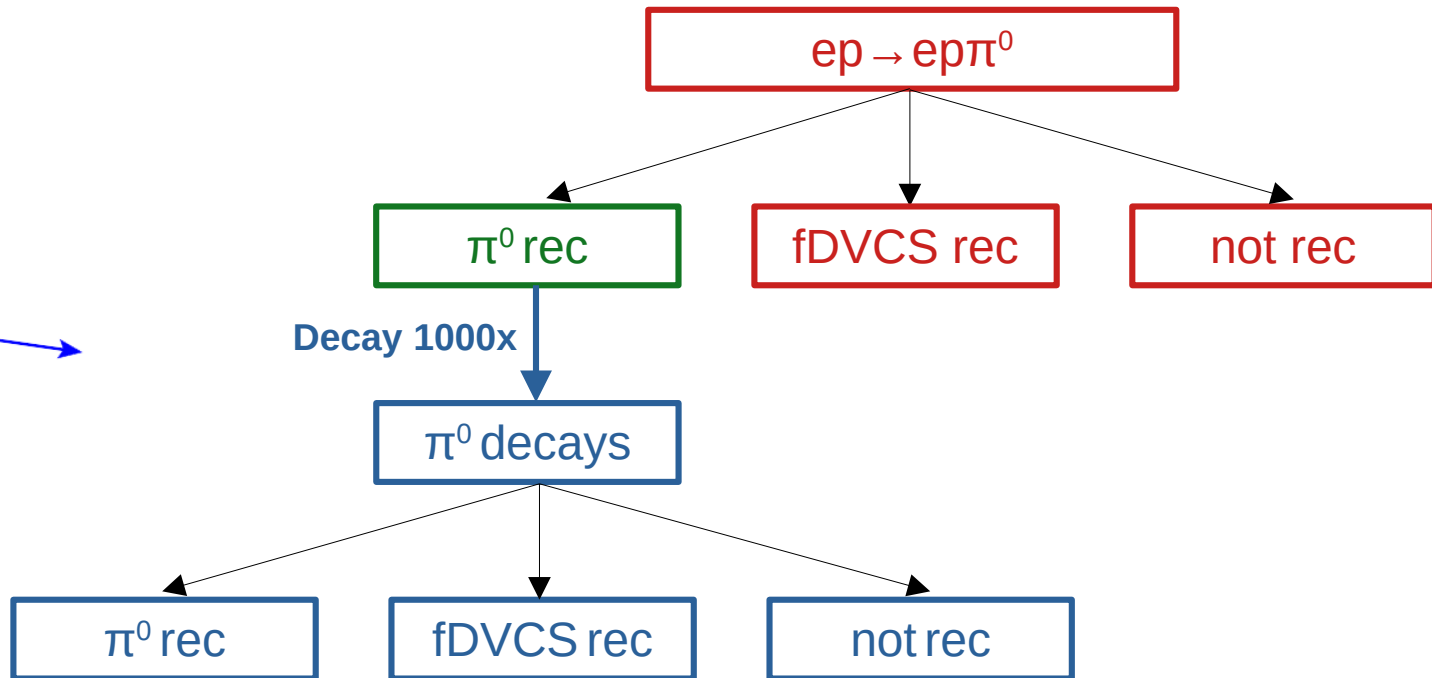 ep→epπ⁰
π⁰ rec
fDVCS rec
not rec
Decay 1000x
π⁰ decays
π⁰ rec
fDVCS rec
not rec